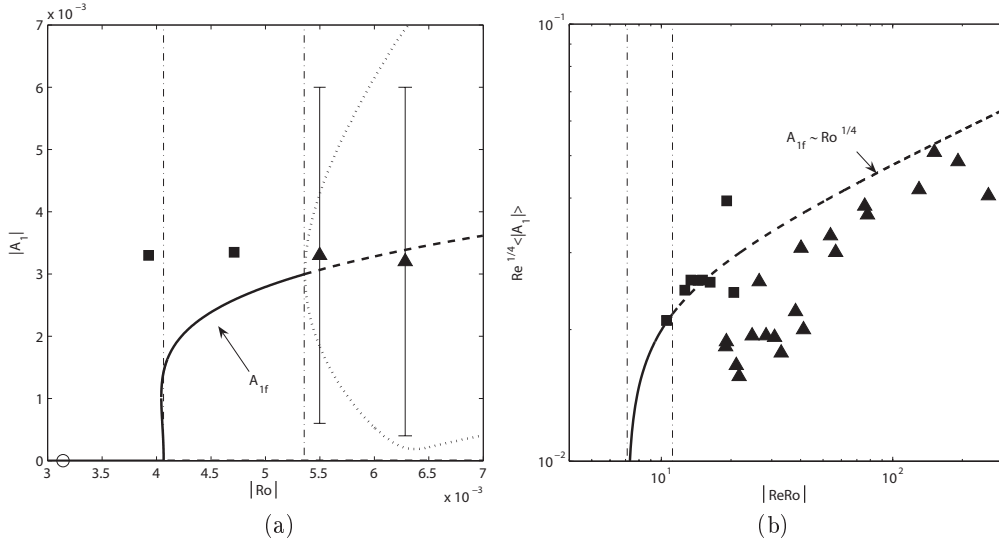 7 x 10⁻³
6
5
4
3
2
1
0
|A₁|
A₁f
3 3.5 4 4.5 5 5.5 6 6.5 7
|Ro|
x 10⁻³
(a)
10⁻¹
10⁻²
Re ¹/⁴<|A₁|>
A₁f ~ Ro ¹/⁴
10¹ 10²
|ReRo|
(b)